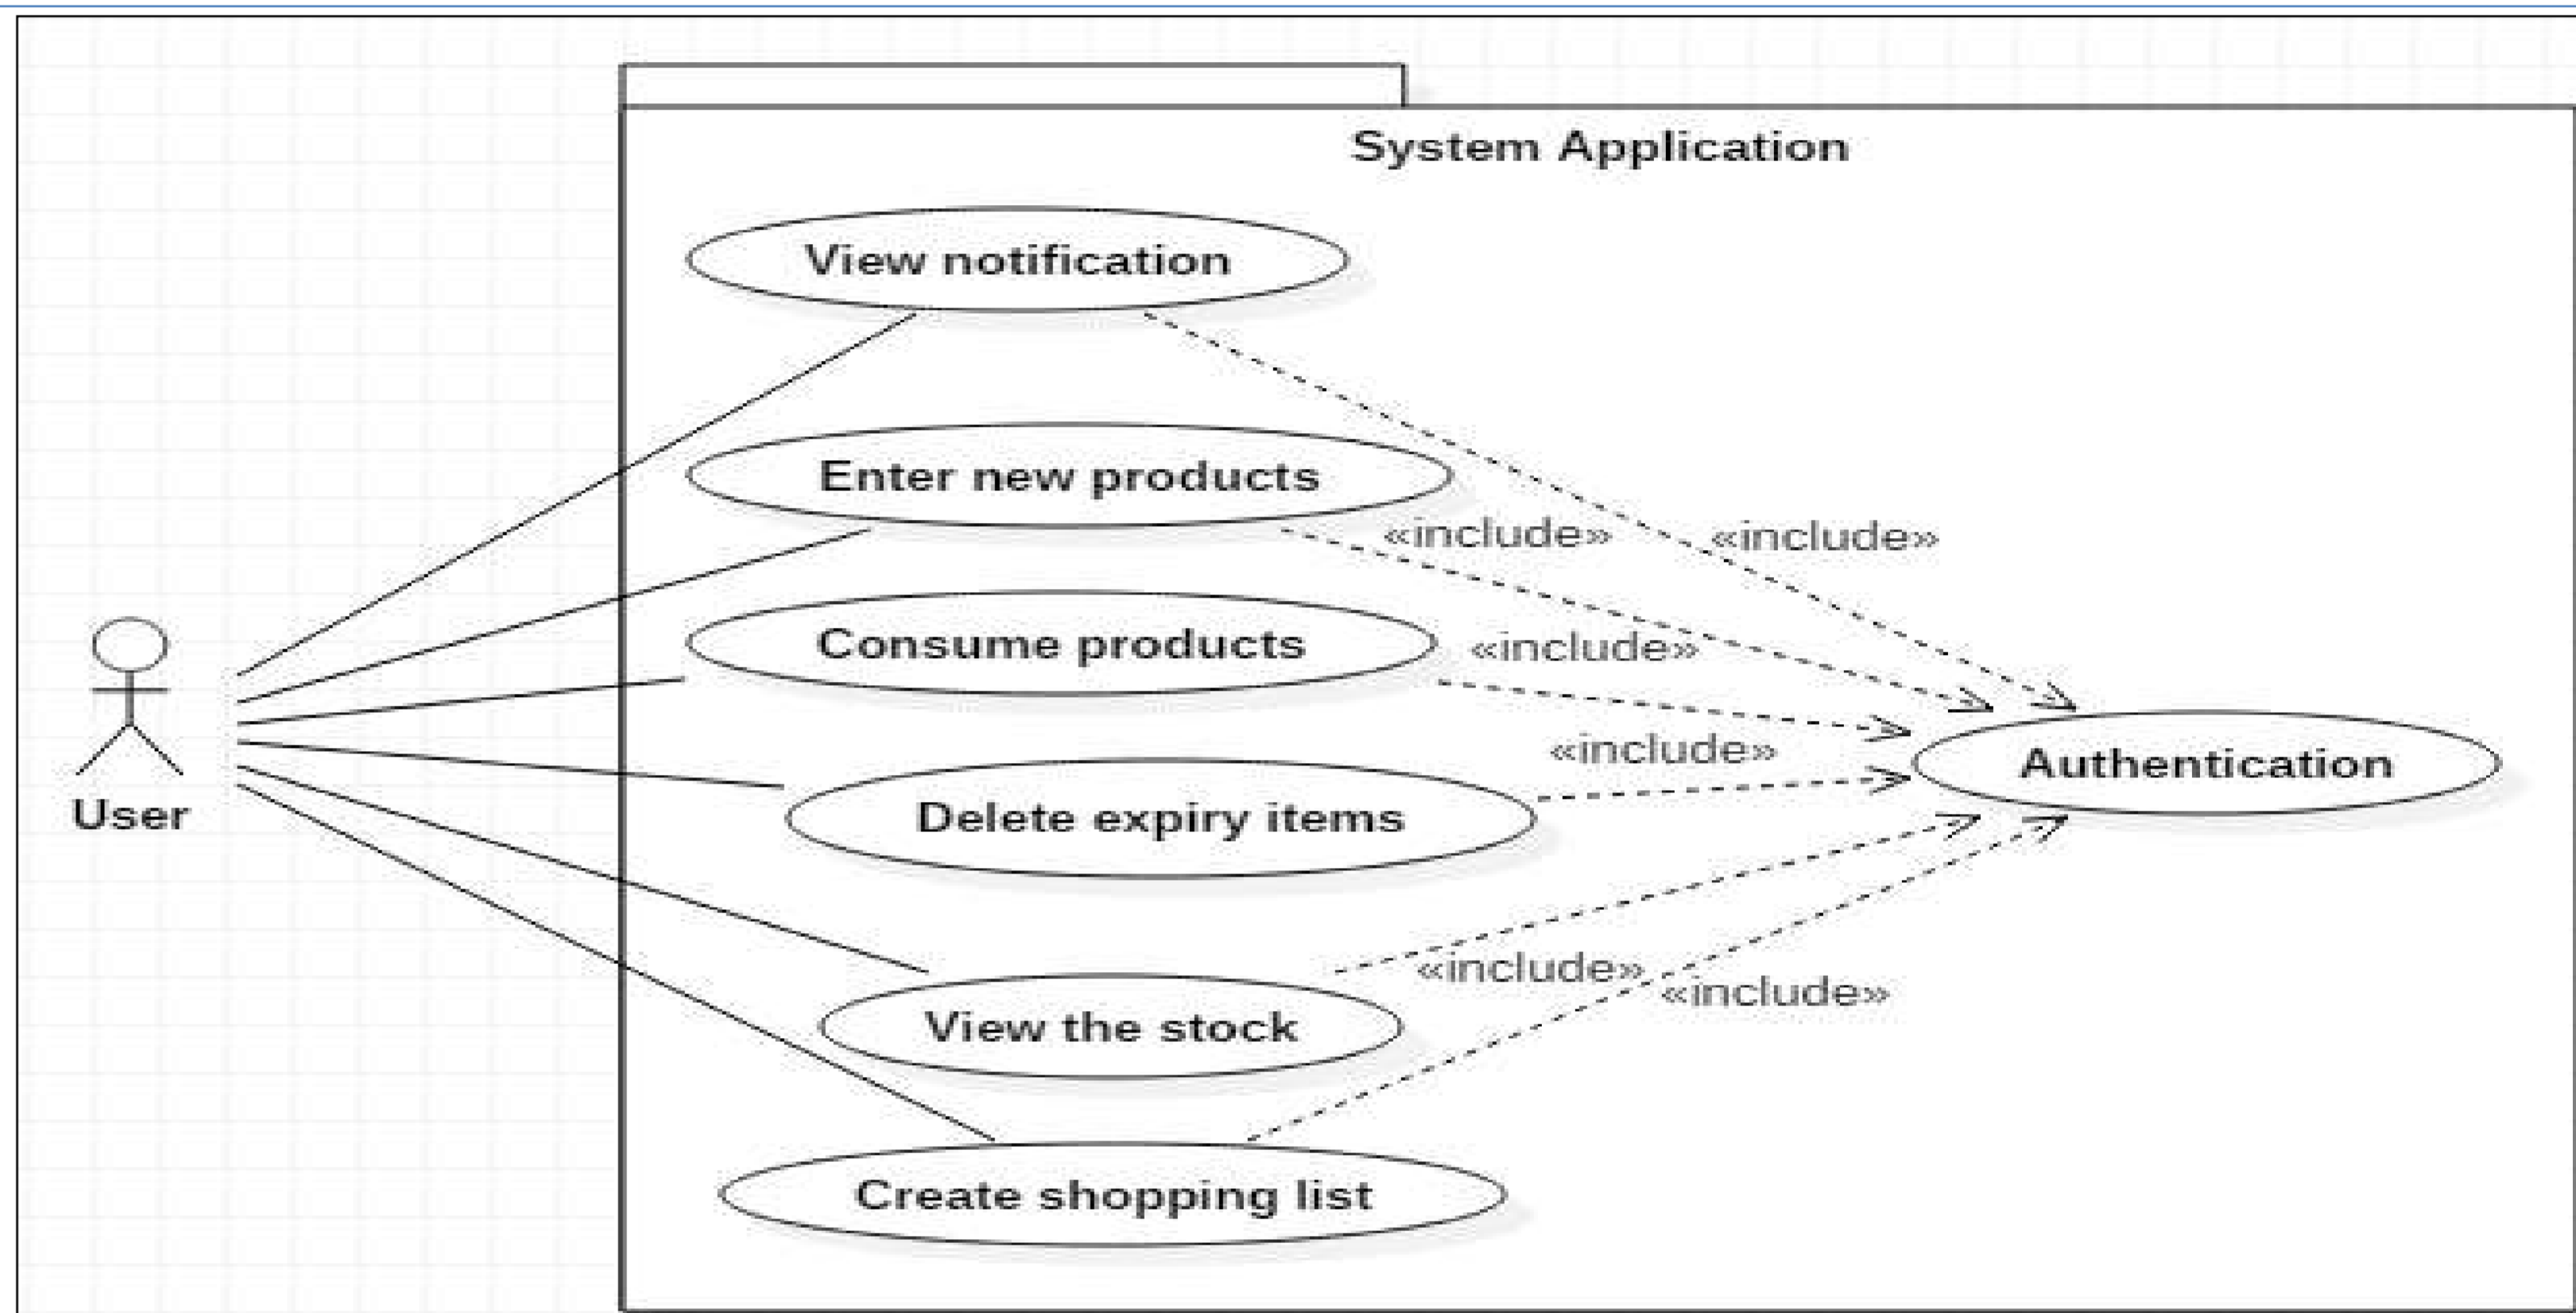 System Application
View notification
Enter new products
«include»
«include»
Consume products
«include»
«include»
Authentication
User
Delete expiry items
«include»
«include»
View the stock
Create shopping list